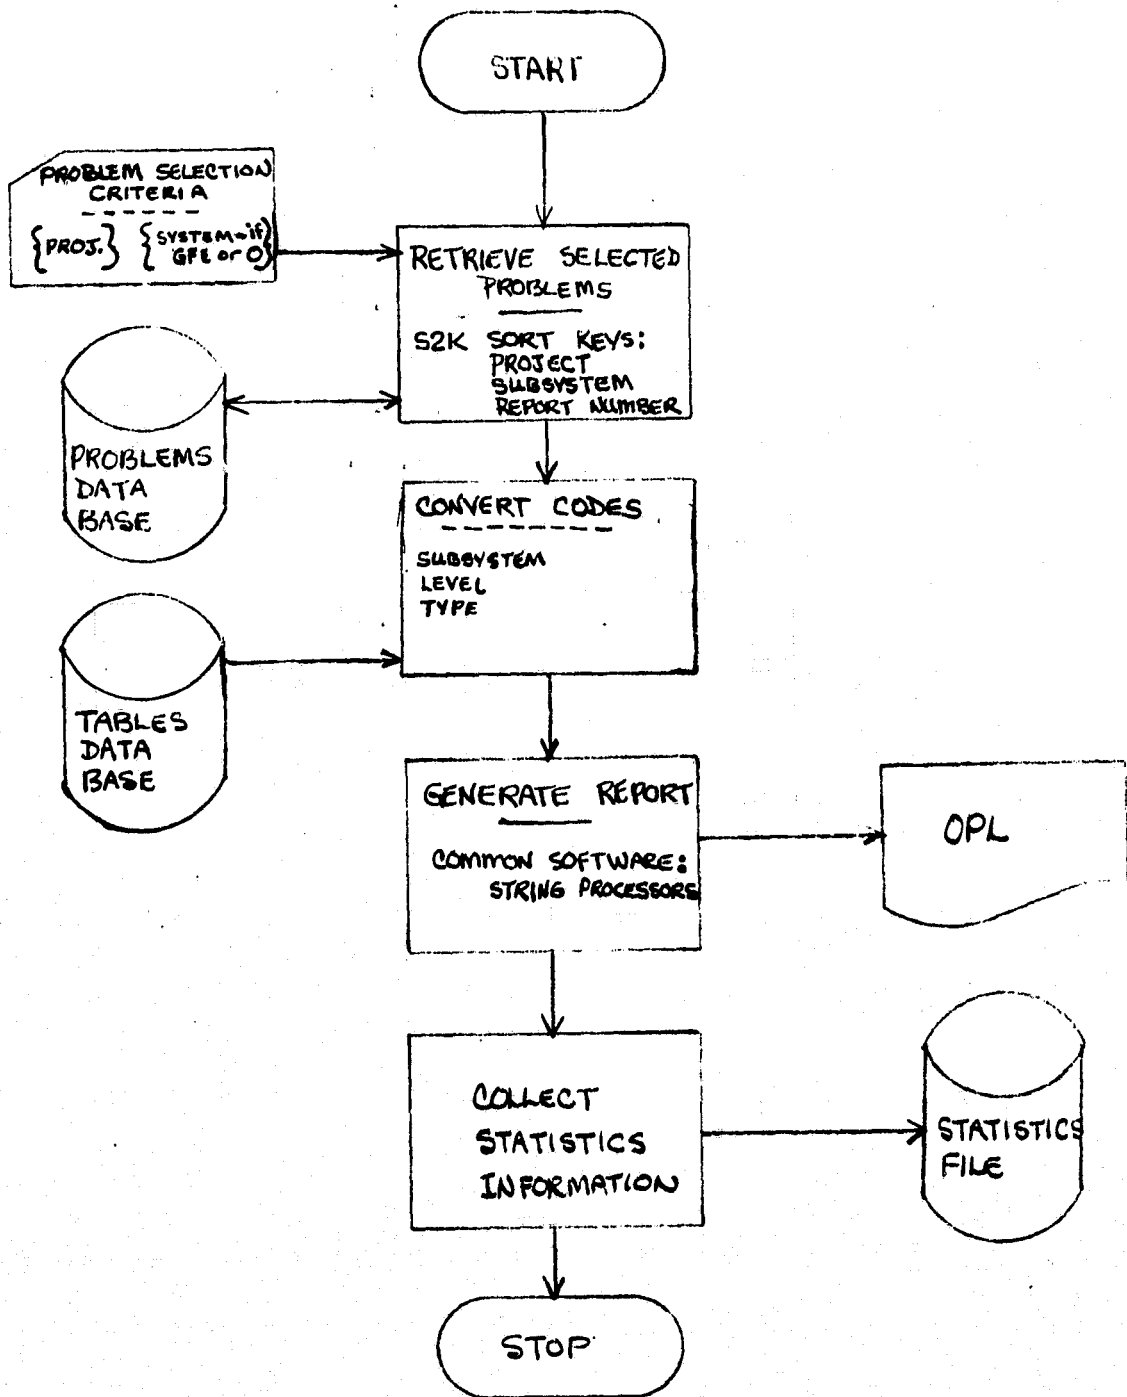 START
PROBLEM SELECTION
CRITERIA
{PROJ.} {SYSTEM-if
GFE or O}
RETRIEVE SELECTED
PROBLEMS
S2K SORT KEYS:
PROJECT
SUBSYSTEM
REPORT NUMBER
PROBLEMS
DATA
BASE
CONVERT CODES
SUBSYSTEM
LEVEL
TYPE
TABLES
DATA
BASE
GENERATE REPORT
COMMON SOFTWARE:
STRING PROCESSORS
OPL
COLLECT
STATISTICS
INFORMATION
STATISTICS
FILE
STOP